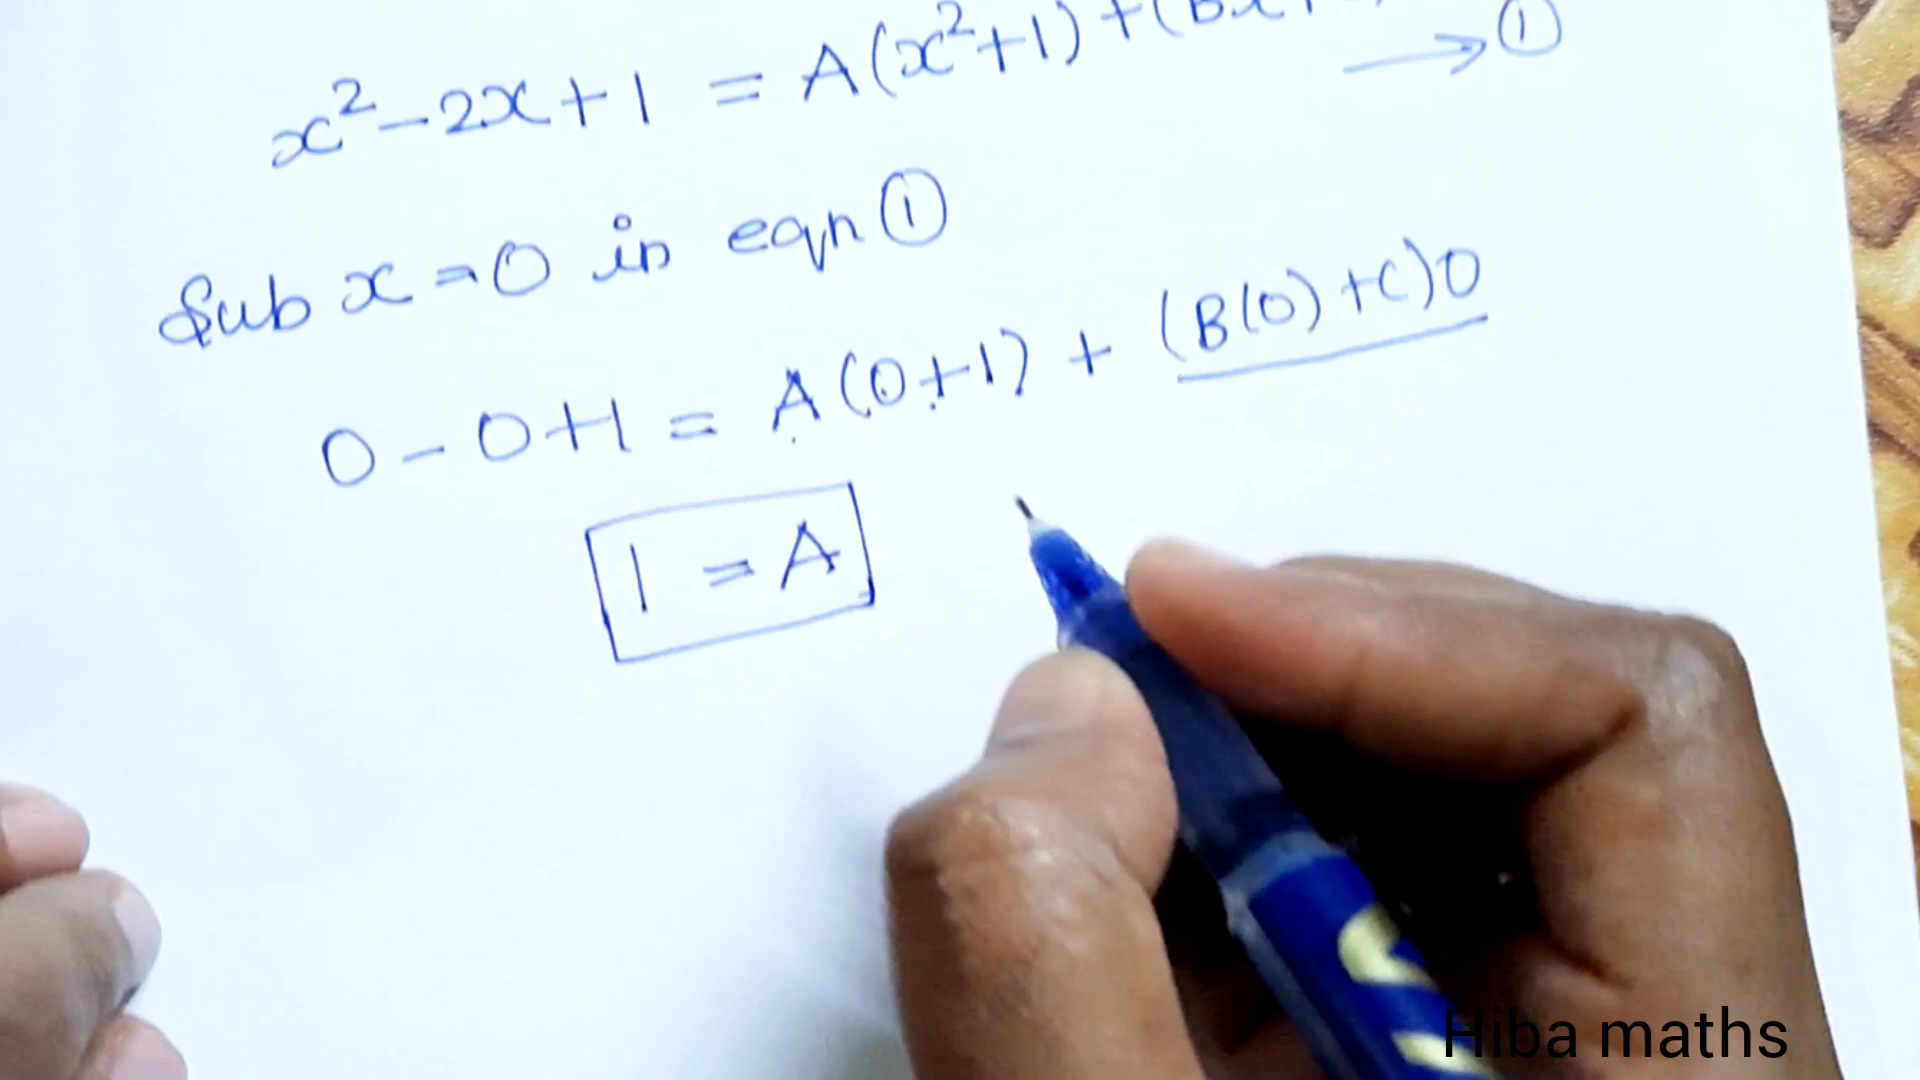 x² - 2x + 1 = A(x² + 1) + (Bx +
→ ①
Sub x = 0 in eqn ①
0 - 0 + 1 = A(0+1) + (B(0) + C)0
1 = A
Hiba maths